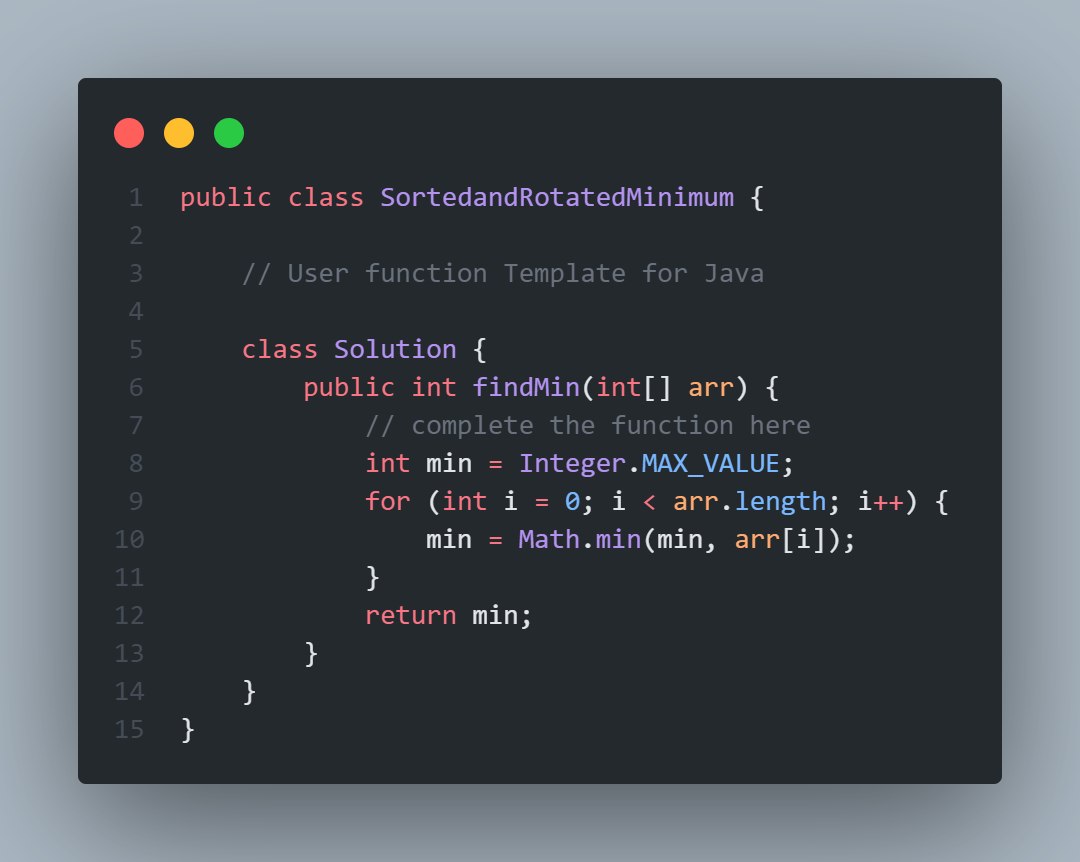 1 public class SortedandRotatedMinimum {
2
3     // User function Template for Java
4
5     class Solution {
6         public int findMin(int[] arr) {
7             // complete the function here
8             int min = Integer.MAX_VALUE;
9             for (int i = 0; i < arr.length; i++) {
10                 min = Math.min(min, arr[i]);
11             }
12             return min;
13         }
14     }
15 }